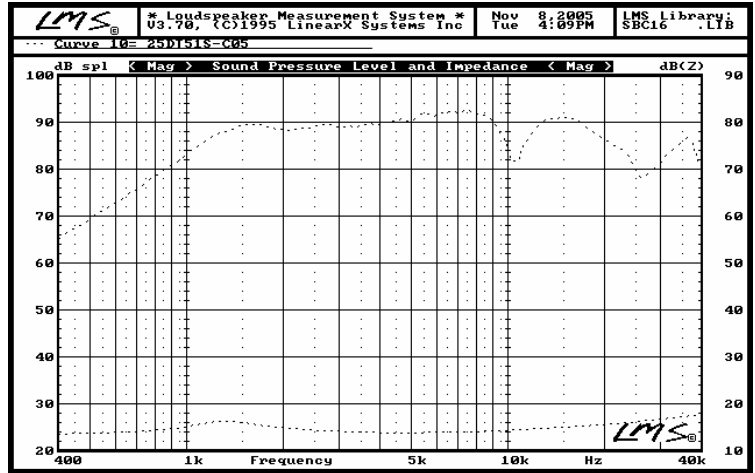 LMS® * Loudspeaker Measurement System * Nov 8,2005 LMS Library:
V3.70, (C)1995 LinearX Systems Inc Tue 4:09PM SBC16 .LIB
Curve 10= 25DT51S-C05
dB spl < Mag > Sound Pressure Level and Impedance < Mag > dB(Z)
100 90
90 80
80 70
70 60
60 50
50 40
40 30
30 20
LMS®
20 10
400 1k Frequency 5k 10k Hz 40k